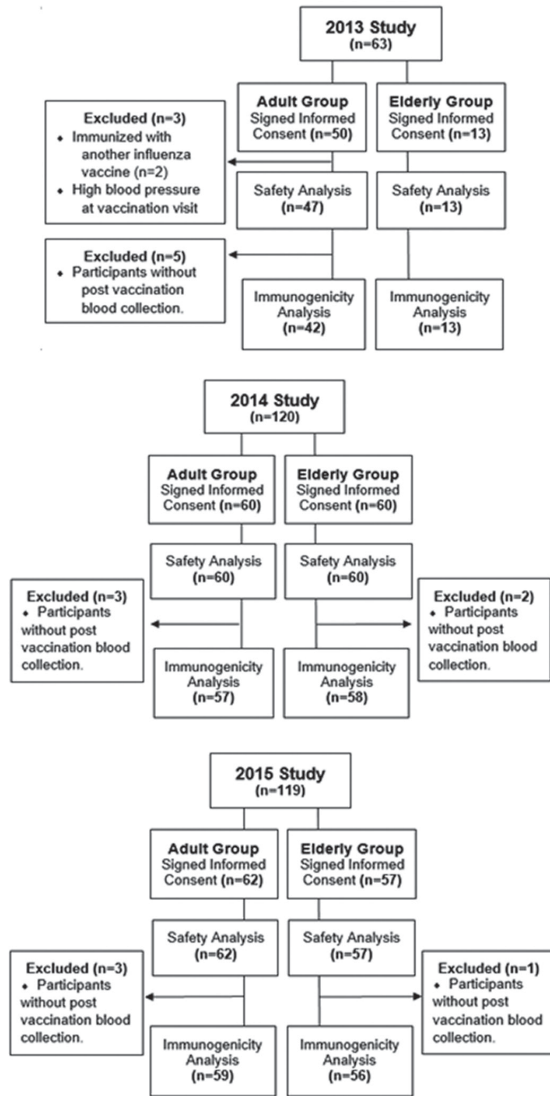 2013 Study
(n=63)
Adult Group
Signed Informed
Consent (n=50)
Elderly Group
Signed Informed
Consent (n=13)
Excluded (n=3)
⬧ Immunized with
another influenza
vaccine (n=2)
⬧ High blood pressure
at vaccination visit
Safety Analysis
(n=47)
Safety Analysis
(n=13)
Excluded (n=5)
⬧ Participants without
post vaccination
blood collection.
Immunogenicity
Analysis
(n=42)
Immunogenicity
Analysis
(n=13)
2014 Study
(n=120)
Adult Group
Signed Informed
Consent (n=60)
Elderly Group
Signed Informed
Consent (n=60)
Safety Analysis
(n=60)
Safety Analysis
(n=60)
Excluded (n=3)
⬧ Participants
without post
vaccination blood
collection.
Excluded (n=2)
⬧ Participants
without post
vaccination blood
collection.
Immunogenicity
Analysis
(n=57)
Immunogenicity
Analysis
(n=58)
2015 Study
(n=119)
Adult Group
Signed Informed
Consent (n=62)
Elderly Group
Signed Informed
Consent (n=57)
Safety Analysis
(n=62)
Safety Analysis
(n=57)
Excluded (n=3)
⬧ Participants
without post
vaccination blood
collection.
Excluded (n=1)
⬧ Participants
without post
vaccination blood
collection.
Immunogenicity
Analysis
(n=59)
Immunogenicity
Analysis
(n=56)